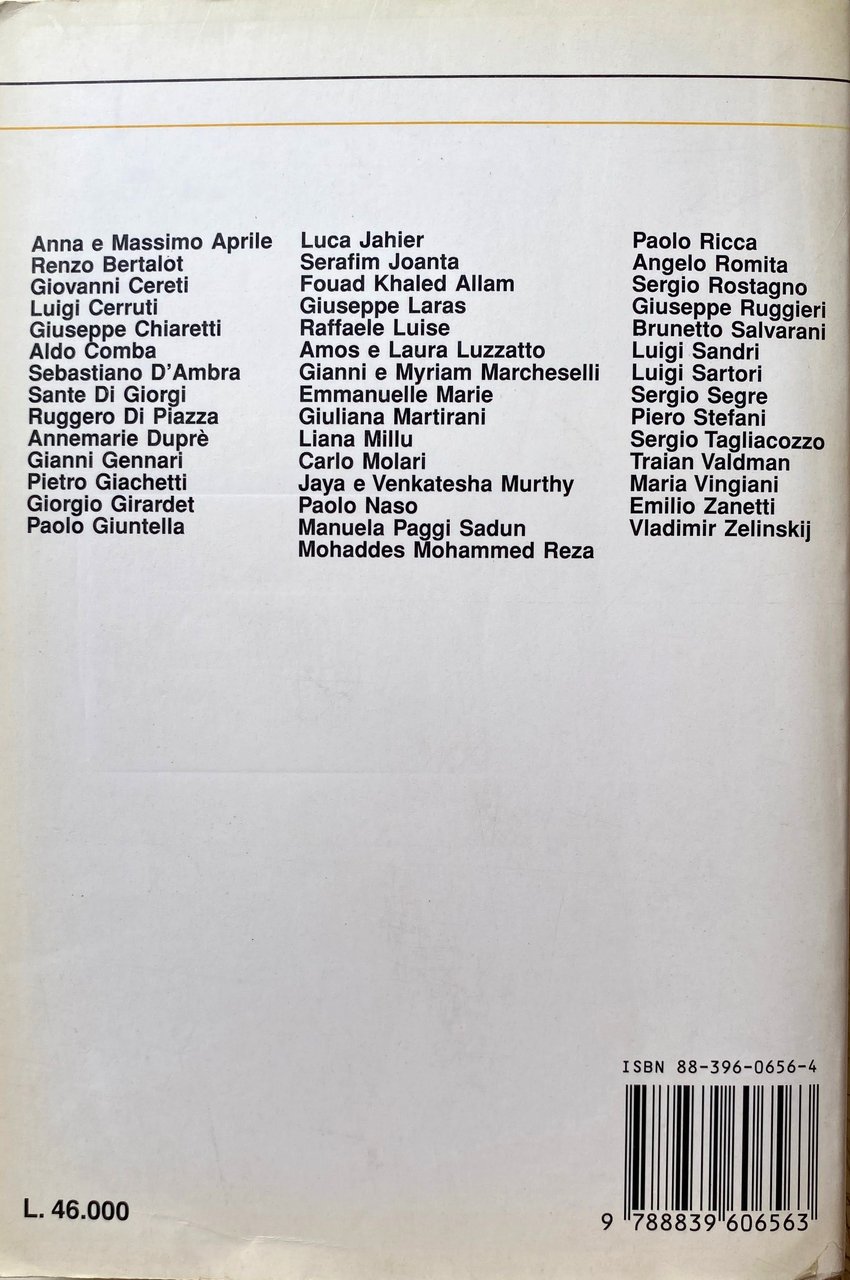 Anna e Massimo Aprile
Renzo Bertalot
Giovanni Cereti
Luigi Cerruti
Giuseppe Chiaretti
Aldo Comba
Sebastiano D'Ambra
Sante Di Giorgi
Ruggero Di Piazza
Annemarie Duprè
Gianni Gennari
Pietro Giachetti
Giorgio Girardet
Paolo Giuntella
Luca Jahier
Serafim Joanta
Fouad Khaled Allam
Giuseppe Laras
Raffaele Luise
Amos e Laura Luzzatto
Gianni e Myriam Marcheselli
Emmanuelle Marie
Giuliana Martirani
Liana Millu
Carlo Molari
Jaya e Venkatesha Murthy
Paolo Naso
Manuela Paggi Sadun
Mohaddes Mohammed Reza
Paolo Ricca
Angelo Romita
Sergio Rostagno
Giuseppe Ruggieri
Brunetto Salvarani
Luigi Sandri
Luigi Sartori
Sergio Segre
Piero Stefani
Sergio Tagliacozzo
Traian Valdman
Maria Vingiani
Emilio Zanetti
Vladimir Zelinskij
ISBN 88-396-0656-4
9 788839 606563
L. 46.000